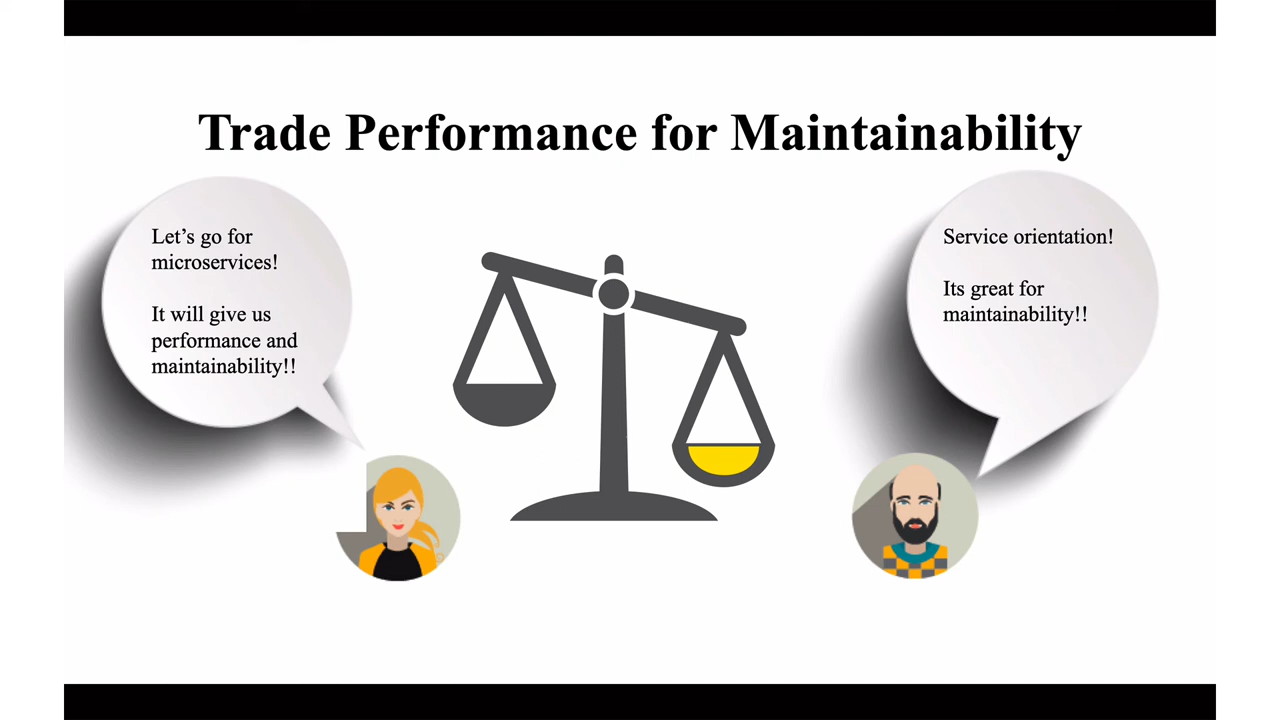 Trade Performance for Maintainability
Let’s go for
microservices!
It will give us
performance and
maintainability!!
Service orientation!
Its great for
maintainability!!